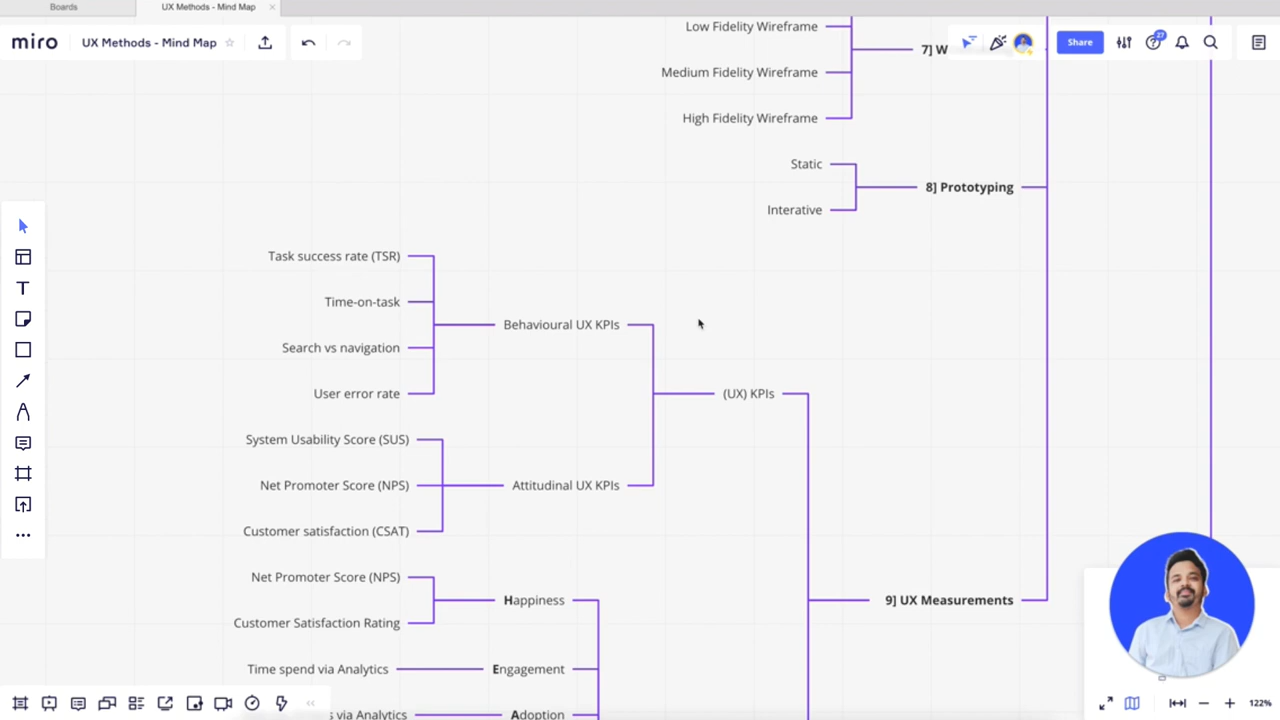 Boards
UX Methods - Mind Map
miro
UX Methods - Mind Map
Share
27
Low Fidelity Wireframe
7] W
Medium Fidelity Wireframe
High Fidelity Wireframe
Static
8] Prototyping
Interative
Task success rate (TSR)
Time-on-task
Behavioural UX KPIs
Search vs navigation
User error rate
(UX) KPIs
System Usability Score (SUS)
Net Promoter Score (NPS)
Attitudinal UX KPIs
Customer satisfaction (CSAT)
Net Promoter Score (NPS)
Happiness
9] UX Measurements
Customer Satisfaction Rating
Time spend via Analytics
Engagement
s via Analytics
Adoption
122%